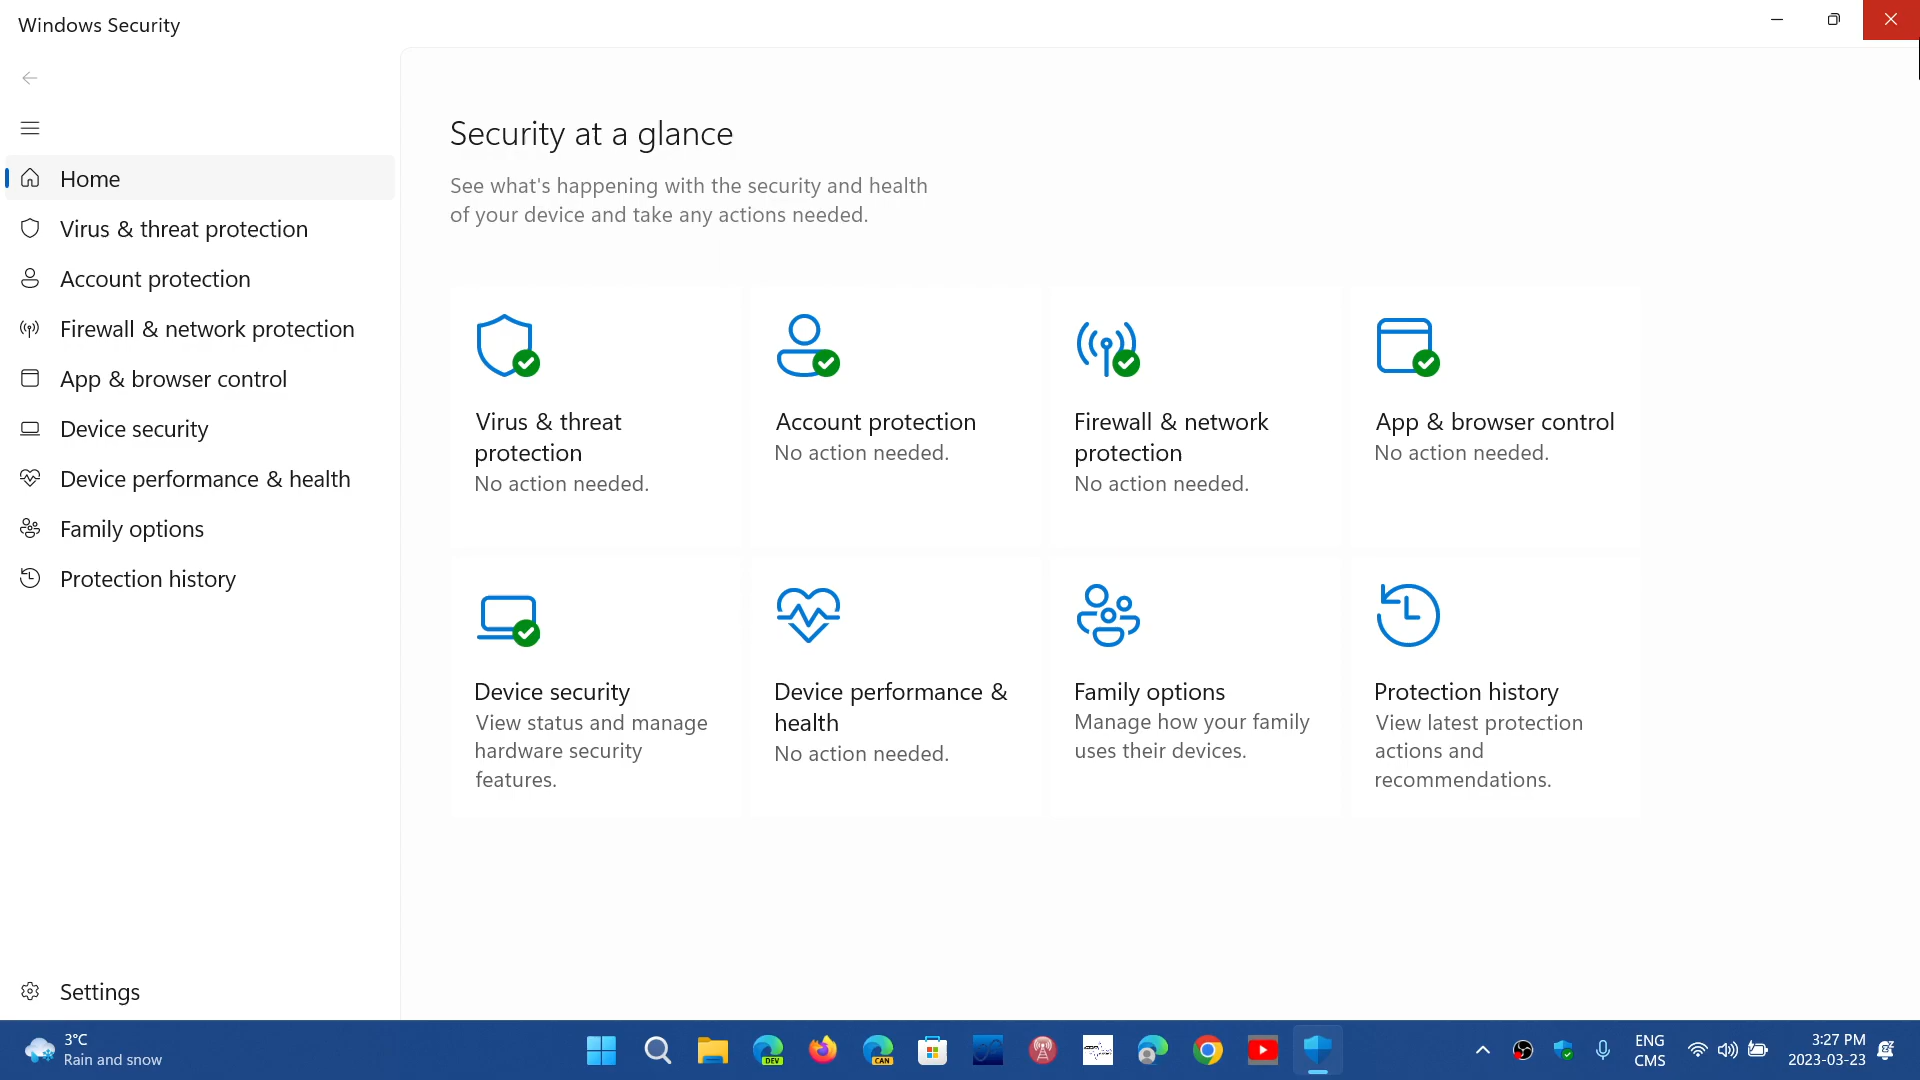 Windows Security
Home
Virus & threat protection
Account protection
Firewall & network protection
App & browser control
Device security
Device performance & health
Family options
Protection history
Settings
Security at a glance
See what's happening with the security and health
of your device and take any actions needed.
Virus & threat
protection
No action needed.
Account protection
No action needed.
Firewall & network
protection
No action needed.
App & browser control
No action needed.
Device security
View status and manage
hardware security
features.
Device performance &
health
No action needed.
Family options
Manage how your family
uses their devices.
Protection history
View latest protection
actions and
recommendations.
3°C
Rain and snow
DEV
CAN
ENG
CMS
3:27 PM
2023-03-23